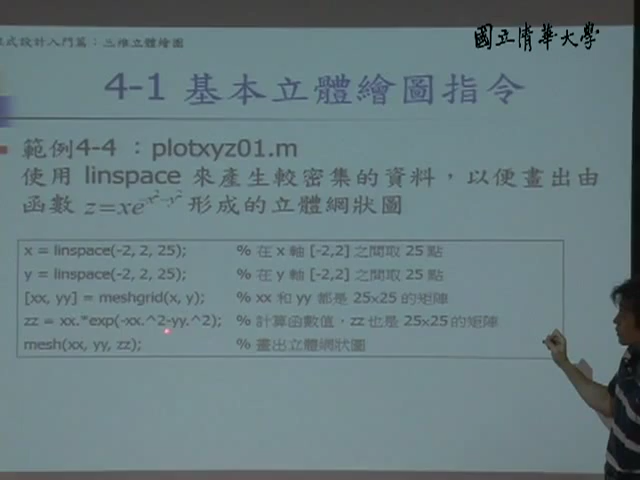 國立清華大學
程式設計入門篇：三維立體繪圖
4-1 基本立體繪圖指令
範例4-4：plotxyz01.m
使用 linspace 來產生較密集的資料，以便畫出由
函數 z=xe^{-x²-y²} 形成的立體網狀圖
x = linspace(-2, 2, 25); % 在 x 軸 [-2,2] 之間取 25 點
y = linspace(-2, 2, 25); % 在 y 軸 [-2,2] 之間取 25 點
[xx, yy] = meshgrid(x, y); % xx 和 yy 都是 25x25 的矩陣
zz = xx.*exp(-xx.^2-yy.^2); % 計算函數值，zz 也是 25x25 的矩陣
mesh(xx, yy, zz); % 畫出立體網狀圖